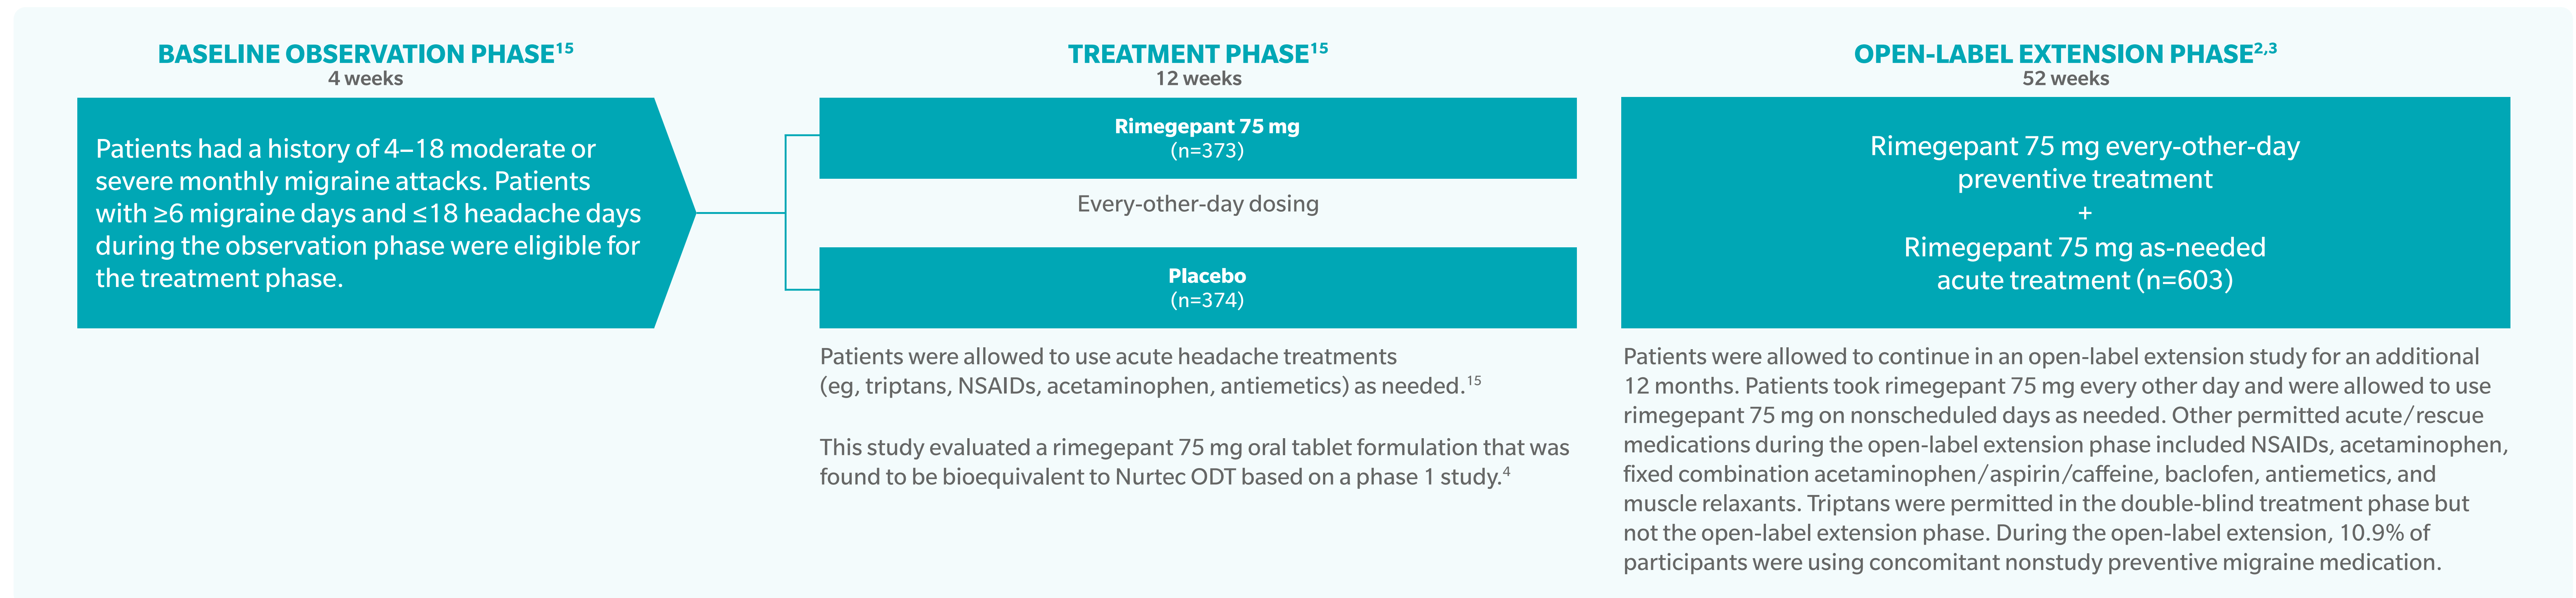 BASELINE OBSERVATION PHASE15
4 weeks
Patients had a history of 4–18 moderate or
severe monthly migraine attacks. Patients
with ≥6 migraine days and ≤18 headache days
during the observation phase were eligible for
the treatment phase.
TREATMENT PHASE15
12 weeks
Rimegepant 75 mg
(n=373)
Every-other-day dosing
Placebo
(n=374)
Patients were allowed to use acute headache treatments
(eg, triptans, NSAIDs, acetaminophen, antiemetics) as needed.15
This study evaluated a rimegepant 75 mg oral tablet formulation that was
found to be bioequivalent to Nurtec ODT based on a phase 1 study.4
OPEN-LABEL EXTENSION PHASE2,3
52 weeks
Rimegepant 75 mg every-other-day
preventive treatment
+
Rimegepant 75 mg as-needed
acute treatment (n=603)
Patients were allowed to continue in an open-label extension study for an additional
12 months. Patients took rimegepant 75 mg every other day and were allowed to use
rimegepant 75 mg on nonscheduled days as needed. Other permitted acute/rescue
medications during the open-label extension phase included NSAIDs, acetaminophen,
fixed combination acetaminophen/aspirin/caffeine, baclofen, antiemetics, and
muscle relaxants. Triptans were permitted in the double-blind treatment phase but
not the open-label extension phase. During the open-label extension, 10.9% of
participants were using concomitant nonstudy preventive migraine medication.